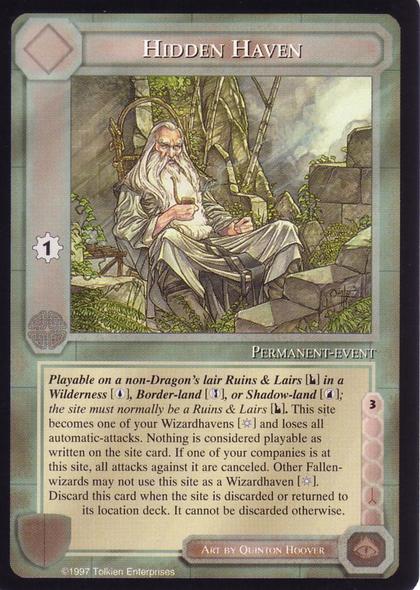 HIDDEN HAVEN
1
PERMANENT-EVENT
Playable on a non-Dragon's lair Ruins & Lairs [] in a
Wilderness [], Border-land [], or Shadow-land [];
the site must normally be a Ruins & Lairs []. This site
becomes one of your Wizardhavens [] and loses all
automatic-attacks. Nothing is considered playable as
written on the site card. If one of your companies is at
this site, all attacks against it are canceled. Other Fallen-
wizards may not use this site as a Wizardhaven [].
Discard this card when the site is discarded or returned to
its location deck. It cannot be discarded otherwise.
3
ART BY QUINTON HOOVER
©1997 Tolkien Enterprises